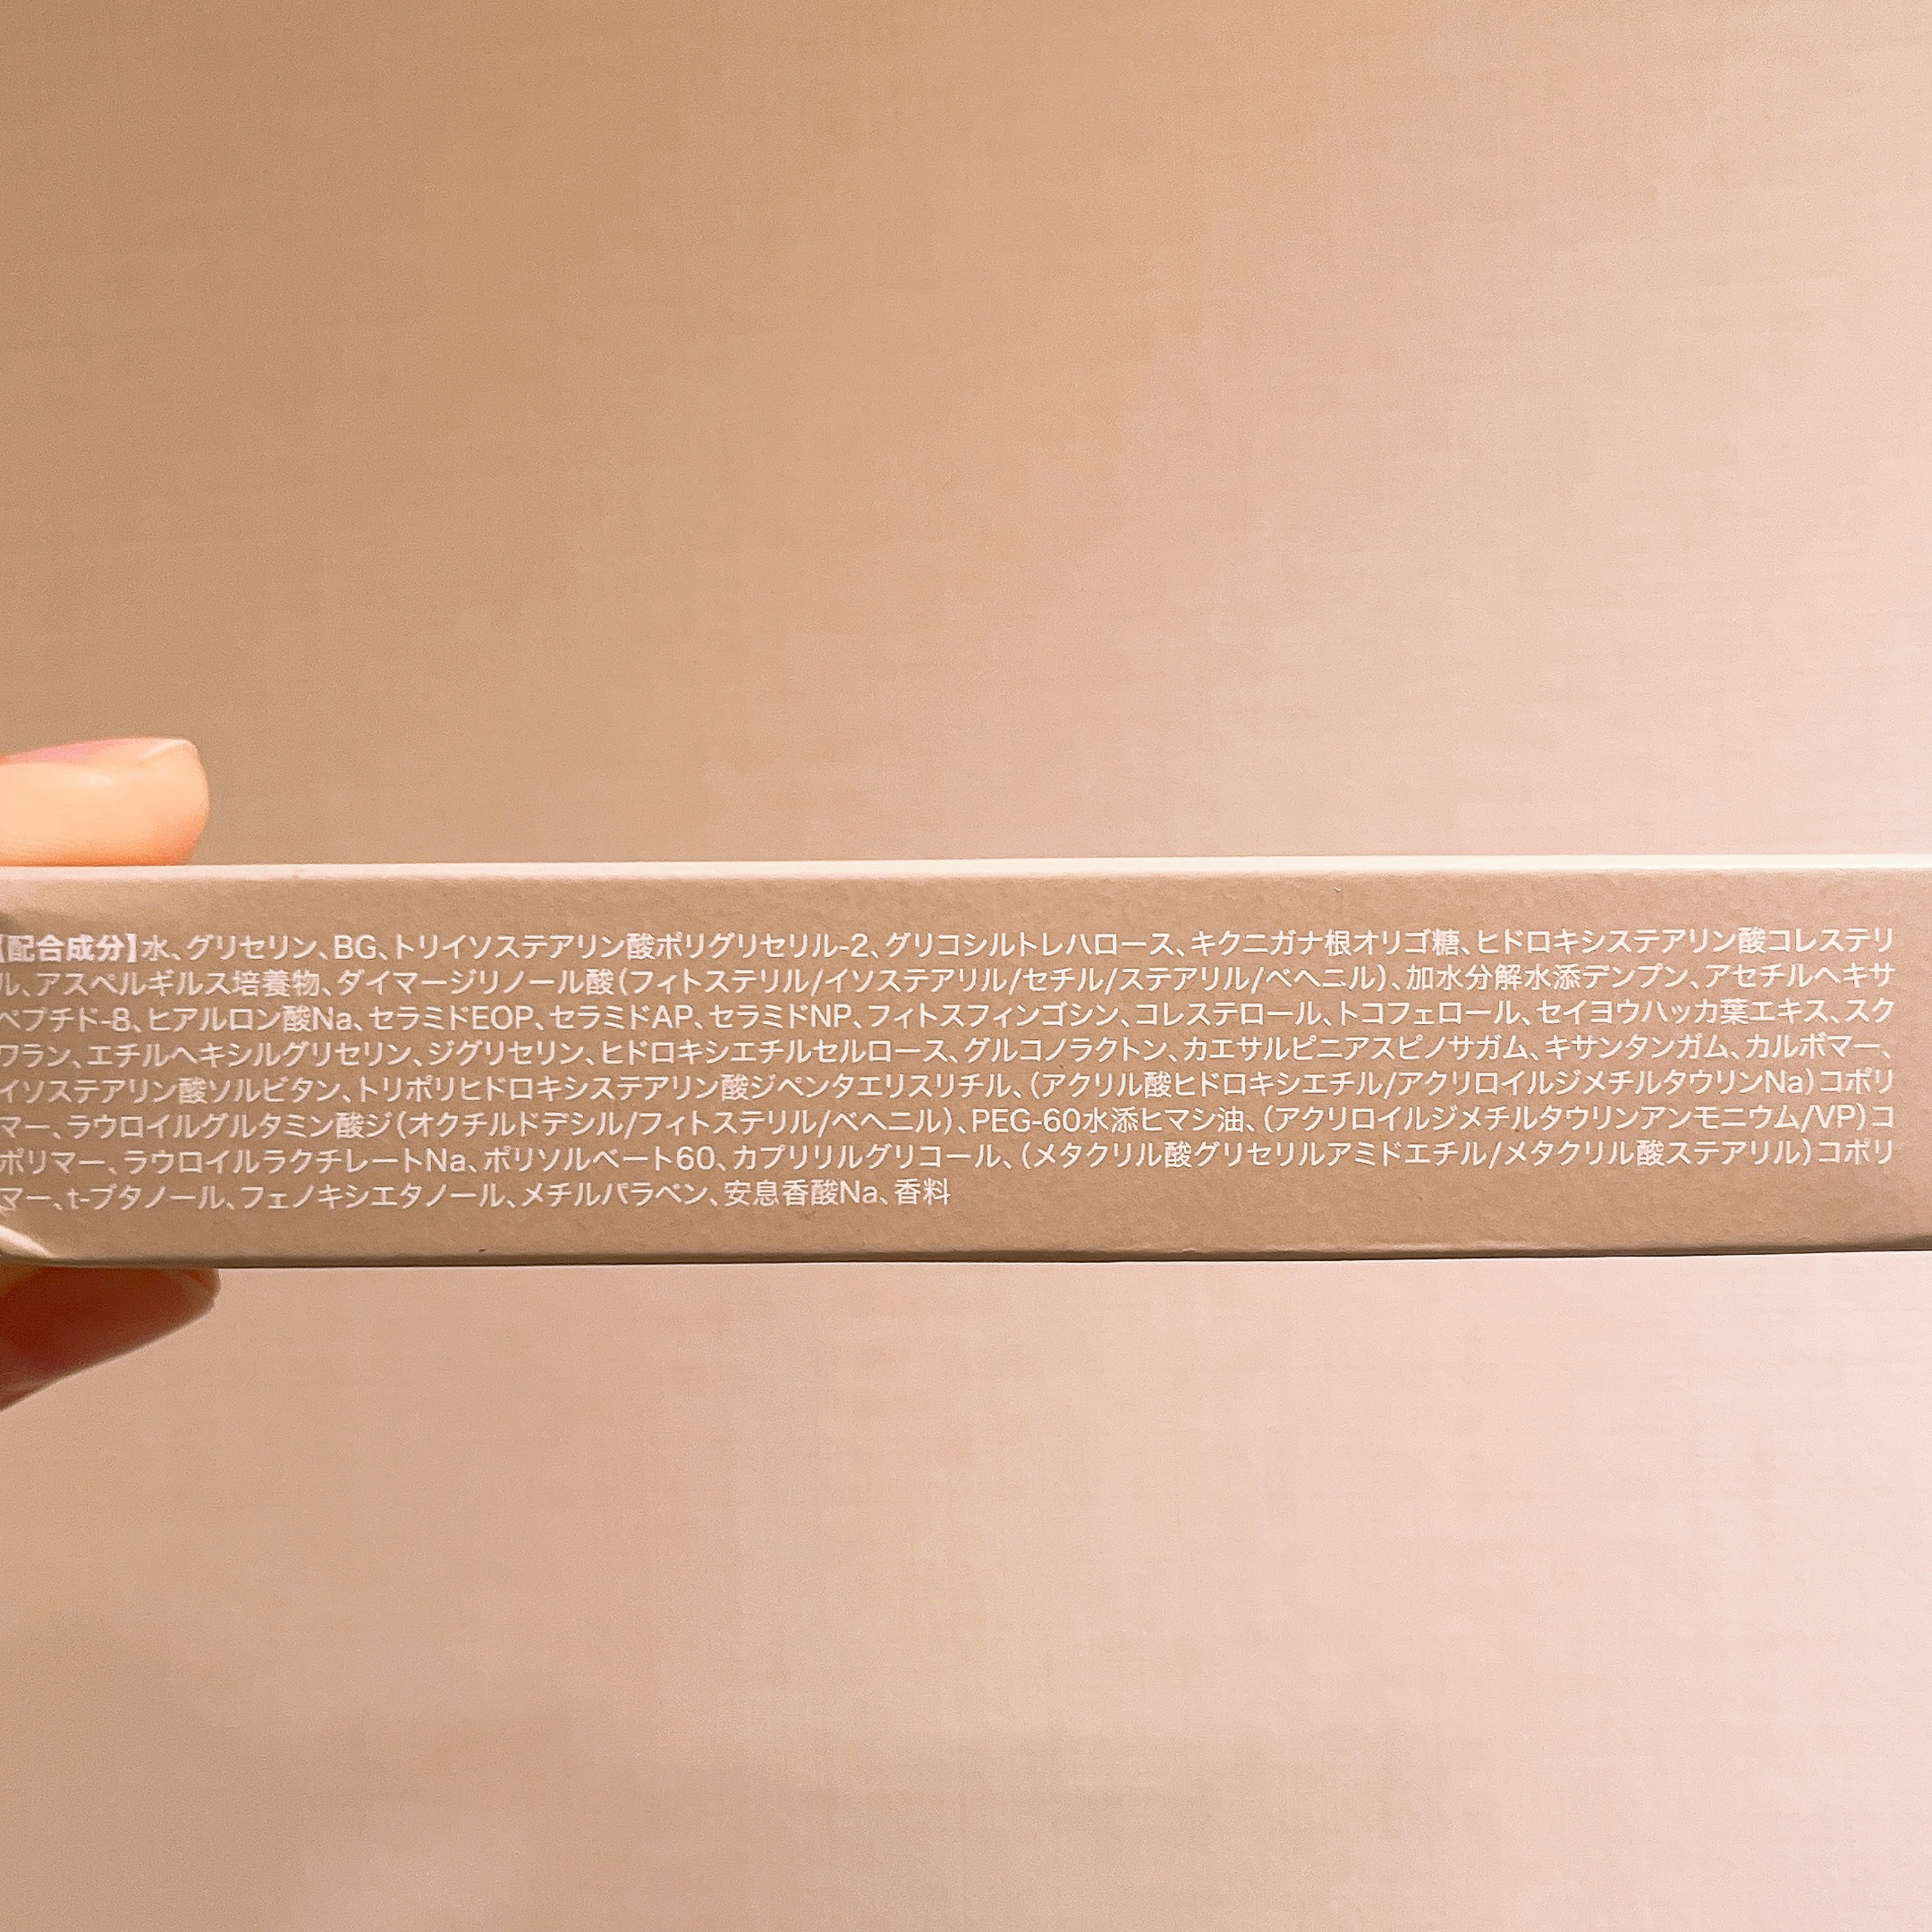 【配合成分】水、グリセリン、BG、トリイソステアリン酸ポリグリセリル-2、グリコシルトレハロース、キクニガナ根オリゴ糖、ヒドロキシステアリン酸コレステリ
ル、アスペルギルス培養物、ダイマージリノール酸(フィトステリル/イソステアリル/セチル/ステアリル/ベヘニル)、加水分解水添デンプン、アセチルヘキサ
ペプチド-8、ヒアルロン酸Na、セラミドEOP、セラミドAP、セラミドNP、フィトスフィンゴシン、コレステロール、トコフェロール、セイヨウハッカ葉エキス、スク
ワラン、エチルヘキシルグリセリン、ジグリセリン、ヒドロキシエチルセルロース、グルコノラクトン、カエサルピニアスピノサガム、キサンタンガム、カルボマー、
イソステアリン酸ソルビタン、トリポリヒドロキシステアリン酸ジペンタエリスリチル、(アクリル酸ヒドロキシエチル/アクリロイルジメチルタウリンNa)コポリ
マー、ラウロイルグルタミン酸ジ(オクチルドデシル/フィトステリル/ベヘニル)、PEG-60水添ヒマシ油、(アクリロイルジメチルタウリンアンモニウム/VP)コ
ポリマー、ラウロイルラクチレートNa、ポリソルベート60、カプリリルグリコール、(メタクリル酸グリセリルアミドエチル/メタクリル酸ステアリル)コポリ
マー、t-ブタノール、フェノキシエタノール、メチルパラベン、安息香酸Na、香料